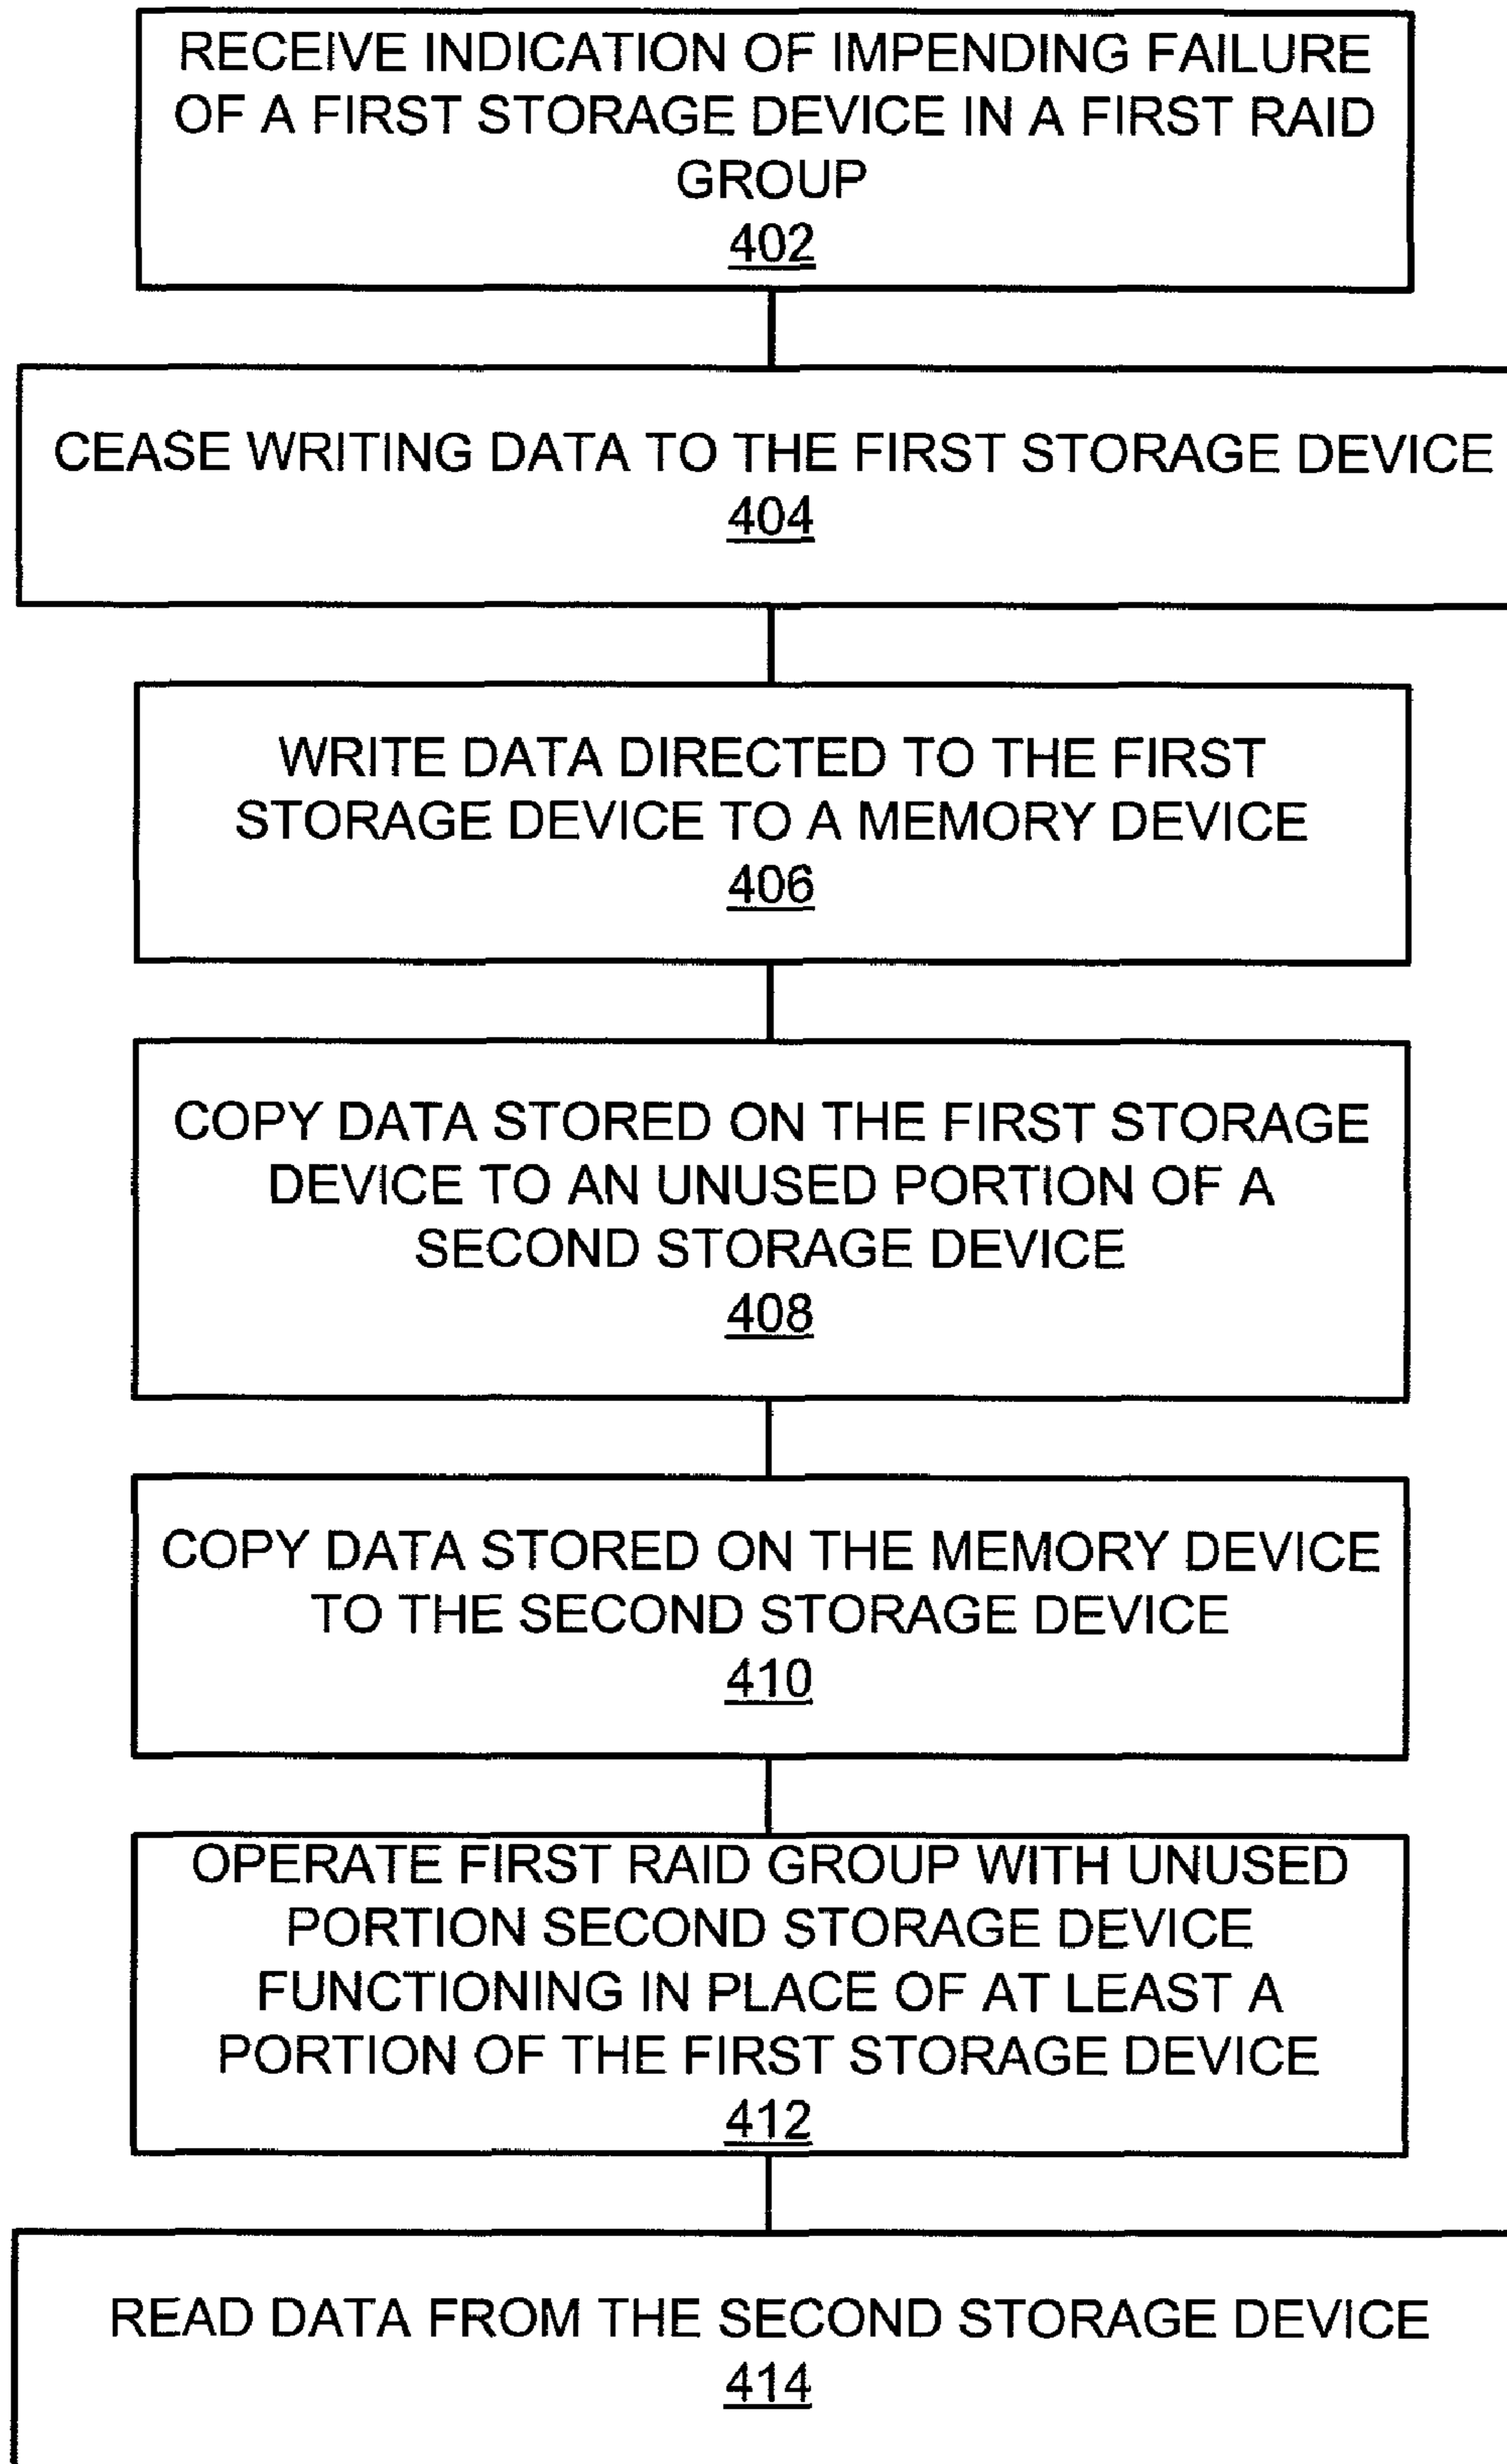 RECEIVE INDICATION OF IMPENDING FAILURE
OF A FIRST STORAGE DEVICE IN A FIRST RAID
GROUP
402
CEASE WRITING DATA TO THE FIRST STORAGE DEVICE
404
WRITE DATA DIRECTED TO THE FIRST
STORAGE DEVICE TO A MEMORY DEVICE
406
COPY DATA STORED ON THE FIRST STORAGE
DEVICE TO AN UNUSED PORTION OF A
SECOND STORAGE DEVICE
408
COPY DATA STORED ON THE MEMORY DEVICE
TO THE SECOND STORAGE DEVICE
410
OPERATE FIRST RAID GROUP WITH UNUSED
PORTION SECOND STORAGE DEVICE
FUNCTIONING IN PLACE OF AT LEAST A
PORTION OF THE FIRST STORAGE DEVICE
412
READ DATA FROM THE SECOND STORAGE DEVICE
414